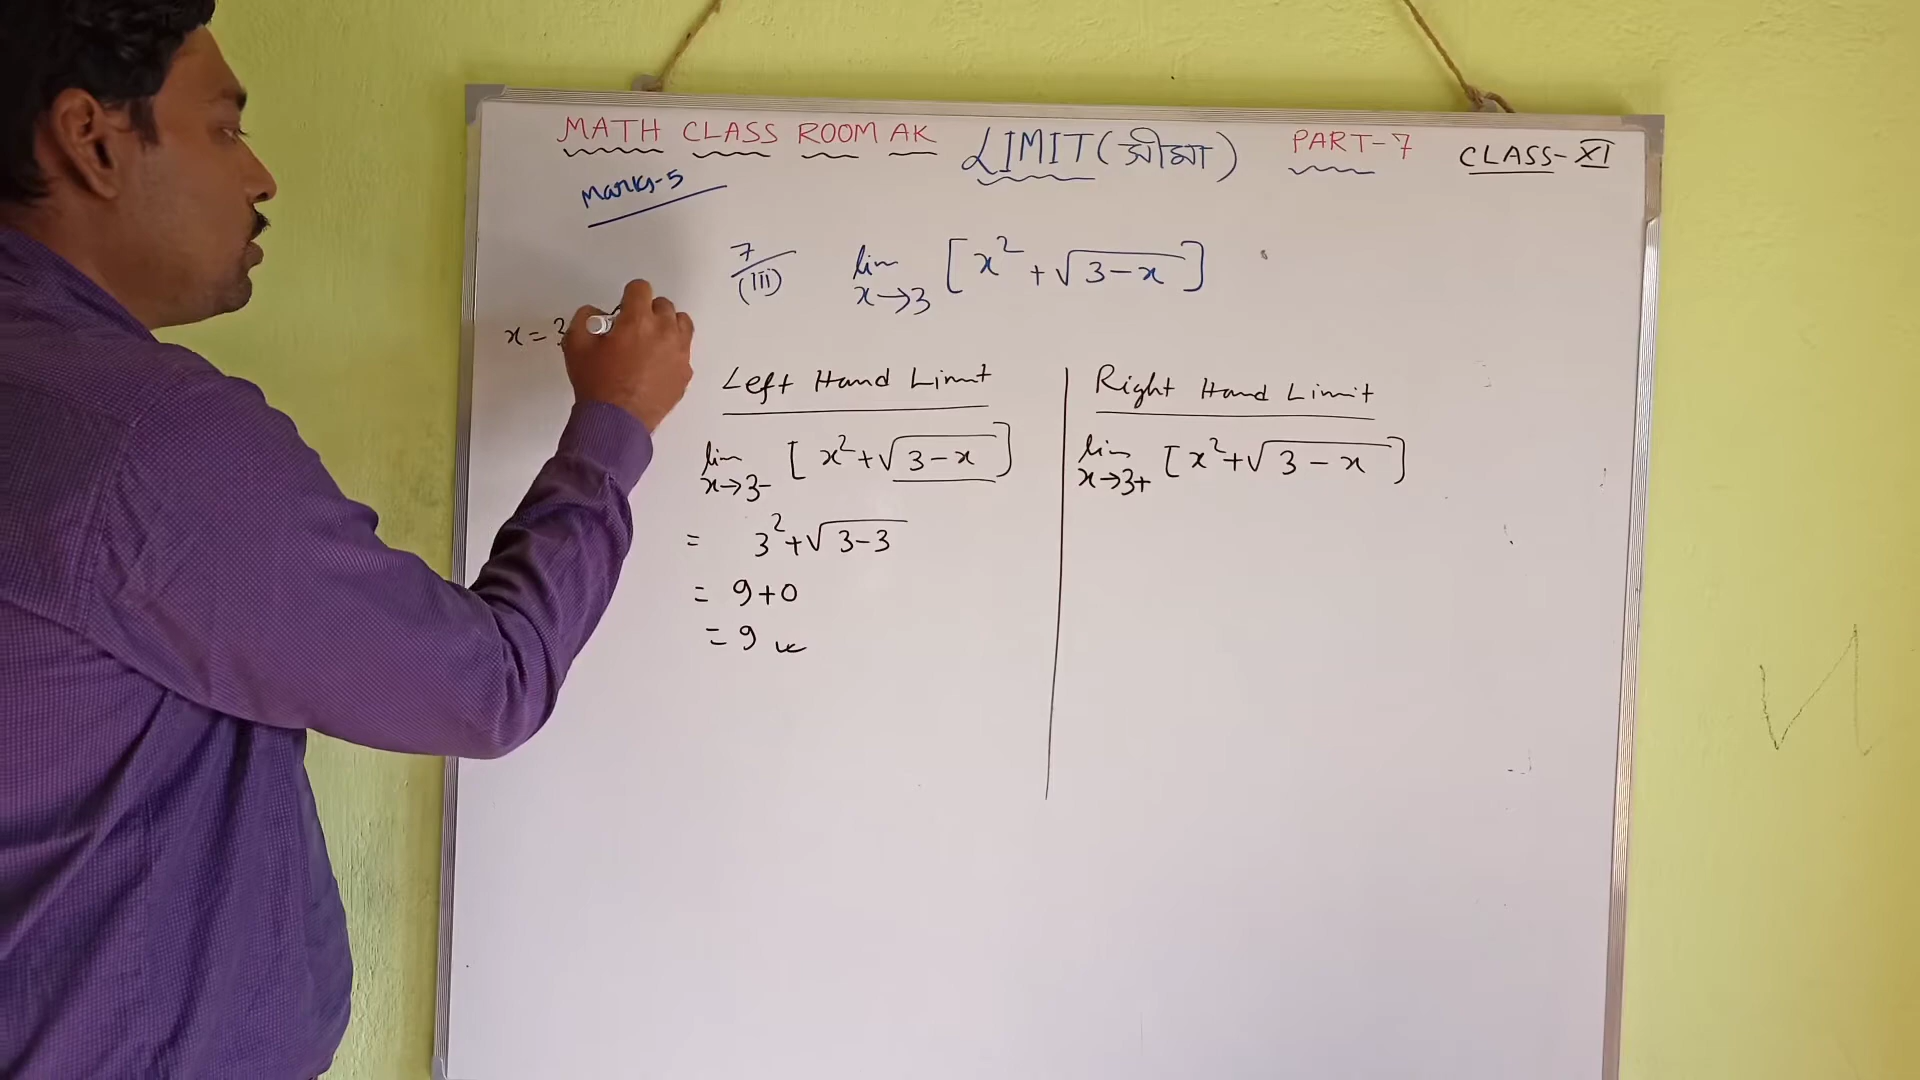 MATH CLASS ROOM AK LIMIT (সীমা) PART-7 CLASS-XI
Marks-5
7/(III) lim x→3 [x² + √3-x]
x = 3
Left Hand Limit
lim x→3- [x² + √3-x]
= 3² + √3-3
= 9+0
= 9
Right Hand Limit
lim x→3+ [x² + √3-x]